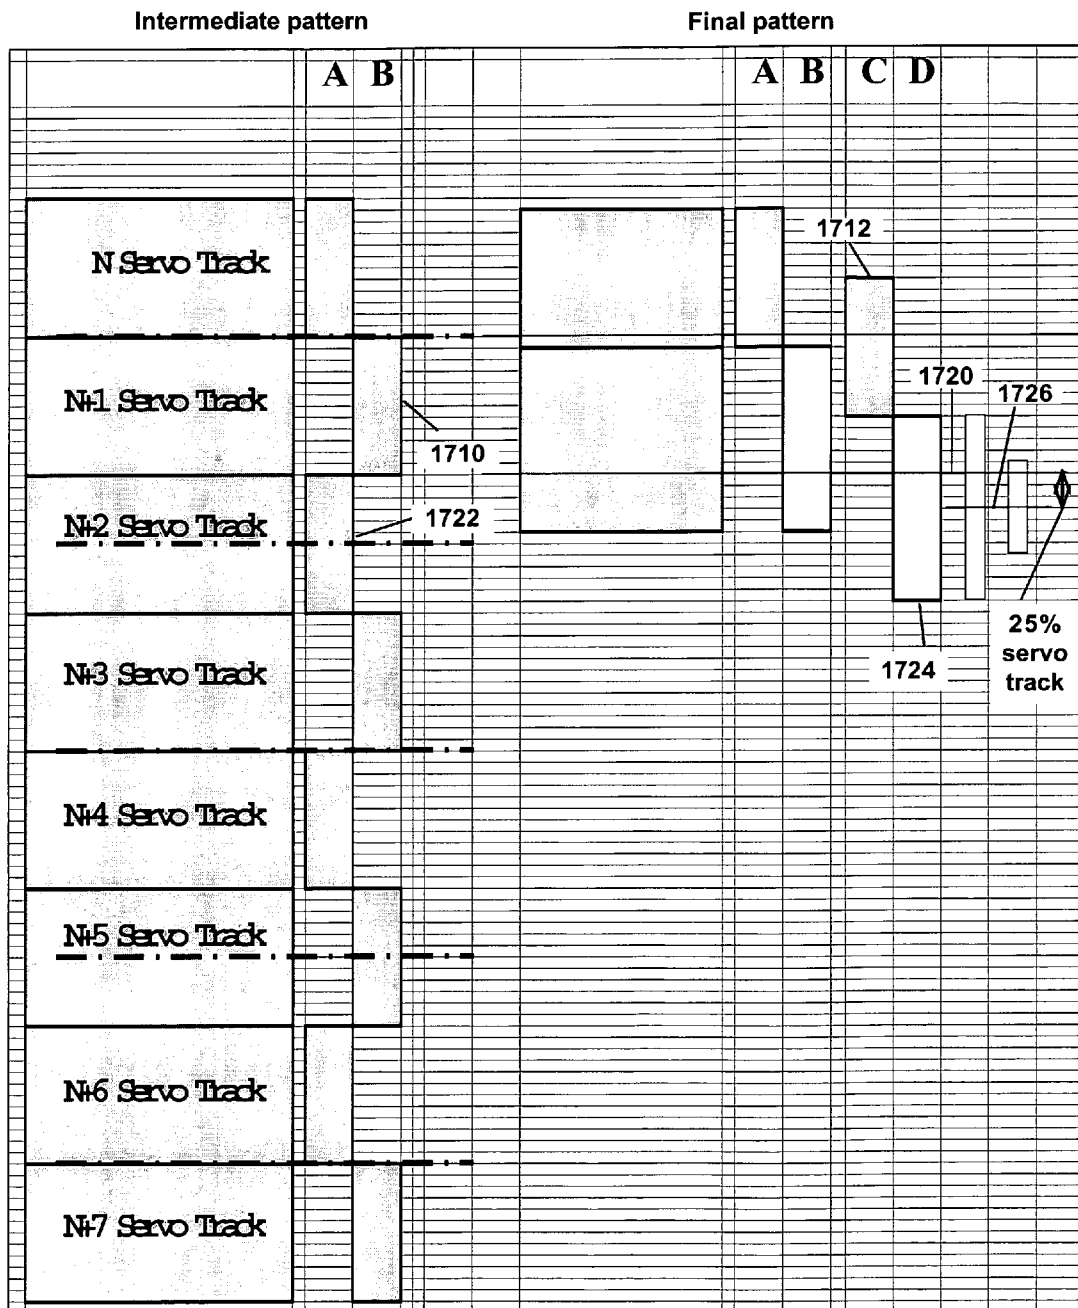 Intermediate pattern
Final pattern
A B
A B C D
N Servo Track
1712
N+1 Servo Track
1720
1726
1710
N+2 Servo Track
1722
N+3 Servo Track
25%
servo
track
1724
N+4 Servo Track
N+5 Servo Track
N+6 Servo Track
N+7 Servo Track